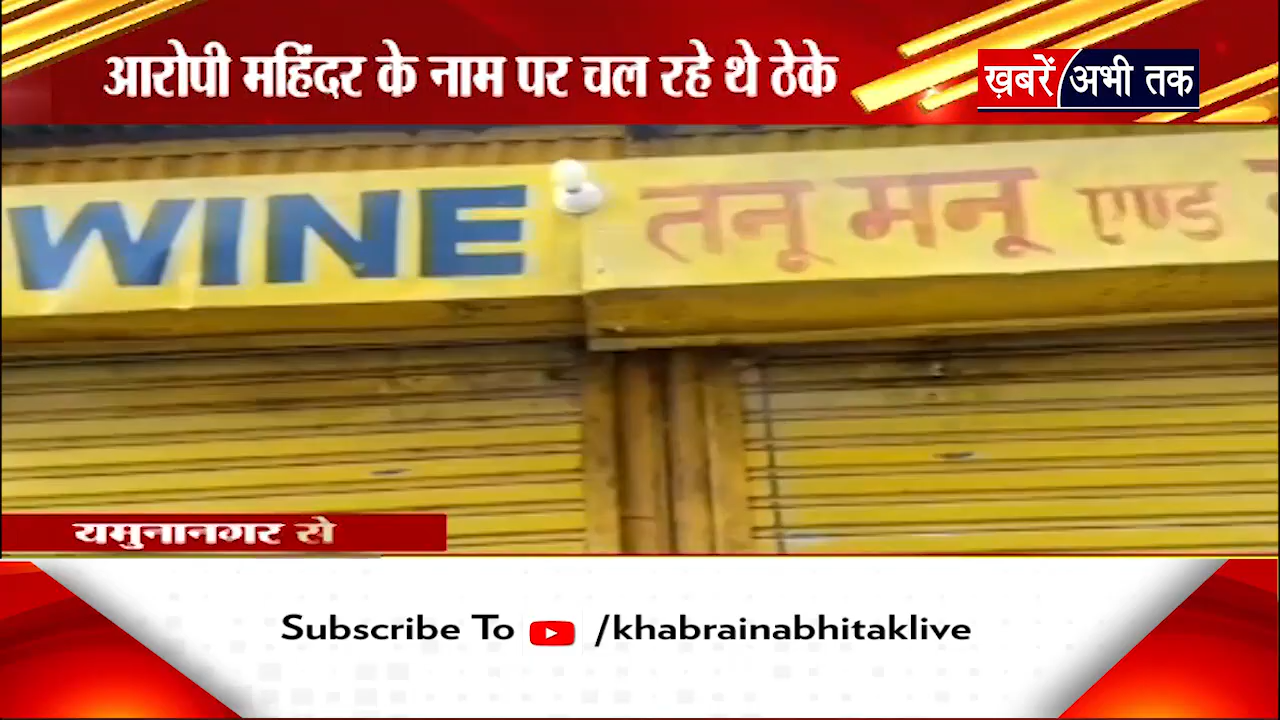 आरोपी महिंदर के नाम पर चल रहे थे ठेके
ख़बरें अभी तक
WINE
तनू मनू एण्ड
यमुनानगर से
Subscribe To /khabrainabhitaklive